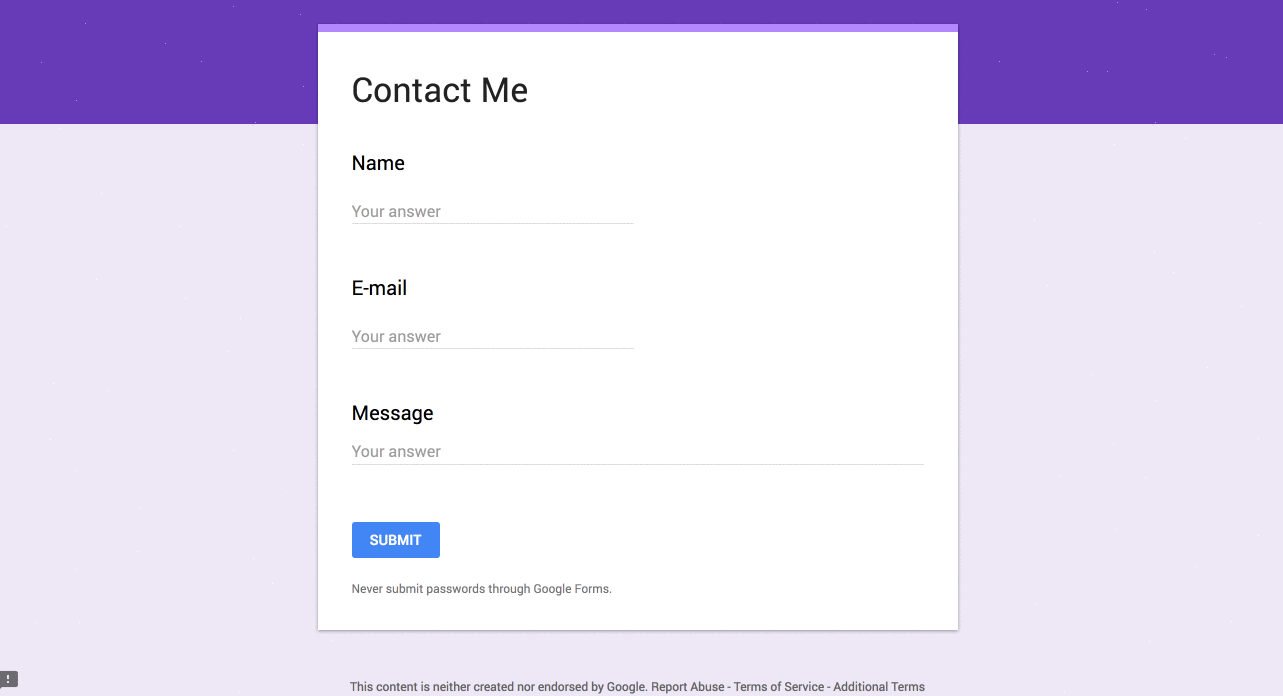 Contact Me
Name
Your answer
E-mail
Your answer
Message
Your answer
SUBMIT
Never submit passwords through Google Forms.
!
This content is neither created nor endorsed by Google. Report Abuse - Terms of Service - Additional Terms